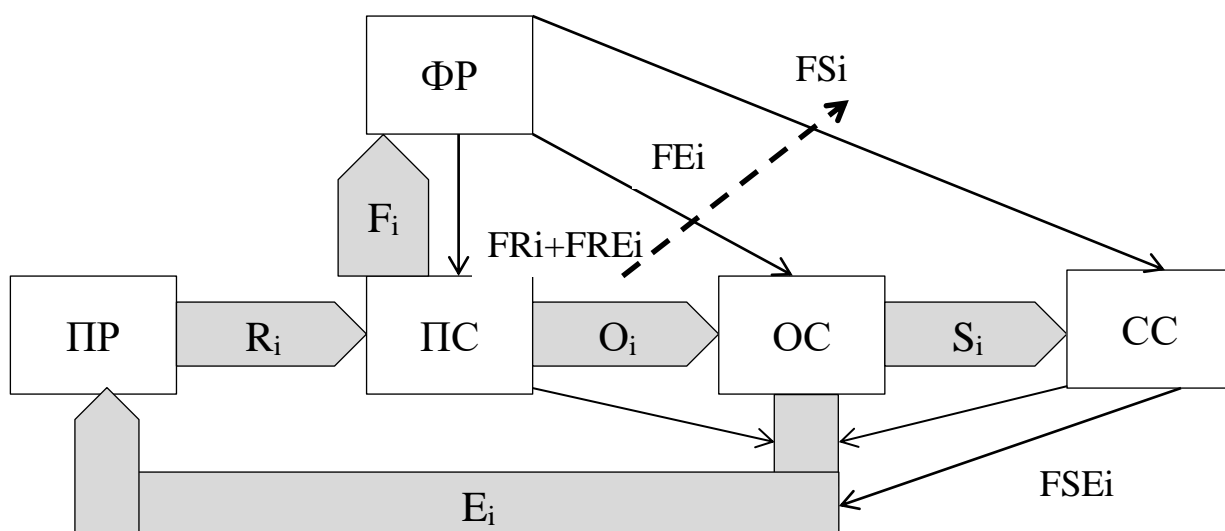 ФР
FSi
FEi
Fᵢ
FRi+FREi
ПР
Rᵢ
ПС
Oᵢ
ОС
Sᵢ
СС
Eᵢ
FSEi